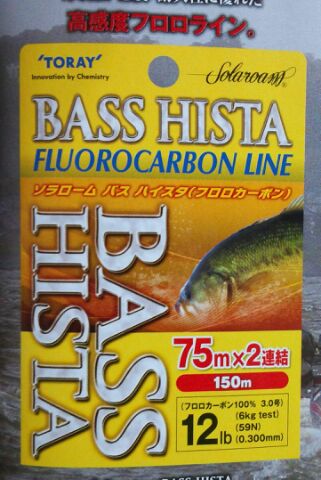 高感度フロロライン。
'TORAY'
Innovation by Chemistry
Solaroam®
BASS HISTA
FLUOROCARBON LINE
ソラローム バス ハイスタ(フロロカーボン)
BASS
HISTA
75m×2連結
150m
(フロロカーボン100% 3.0号)
(6kg test)
12lb (59N)
(0.300mm)
BASS HISTA